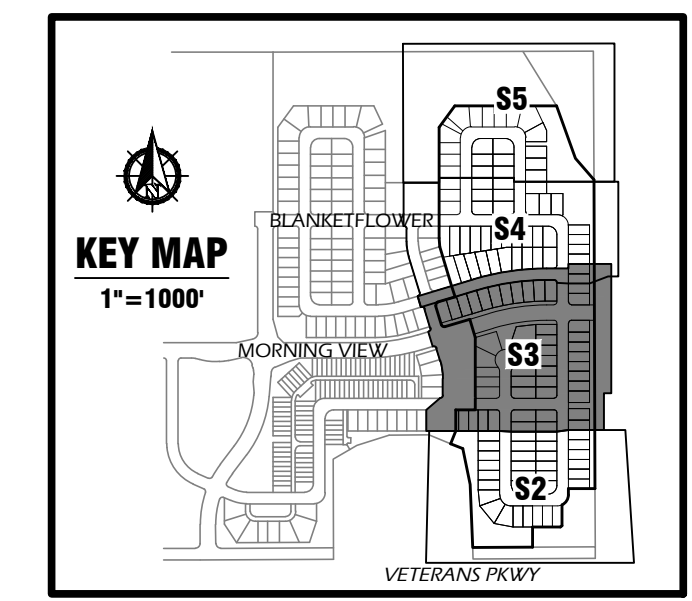 S5
N
BLANKETFLOWER
S4
KEY MAP
1"=1000'
MORNING VIEW
S3
S2
VETERANS PKWY